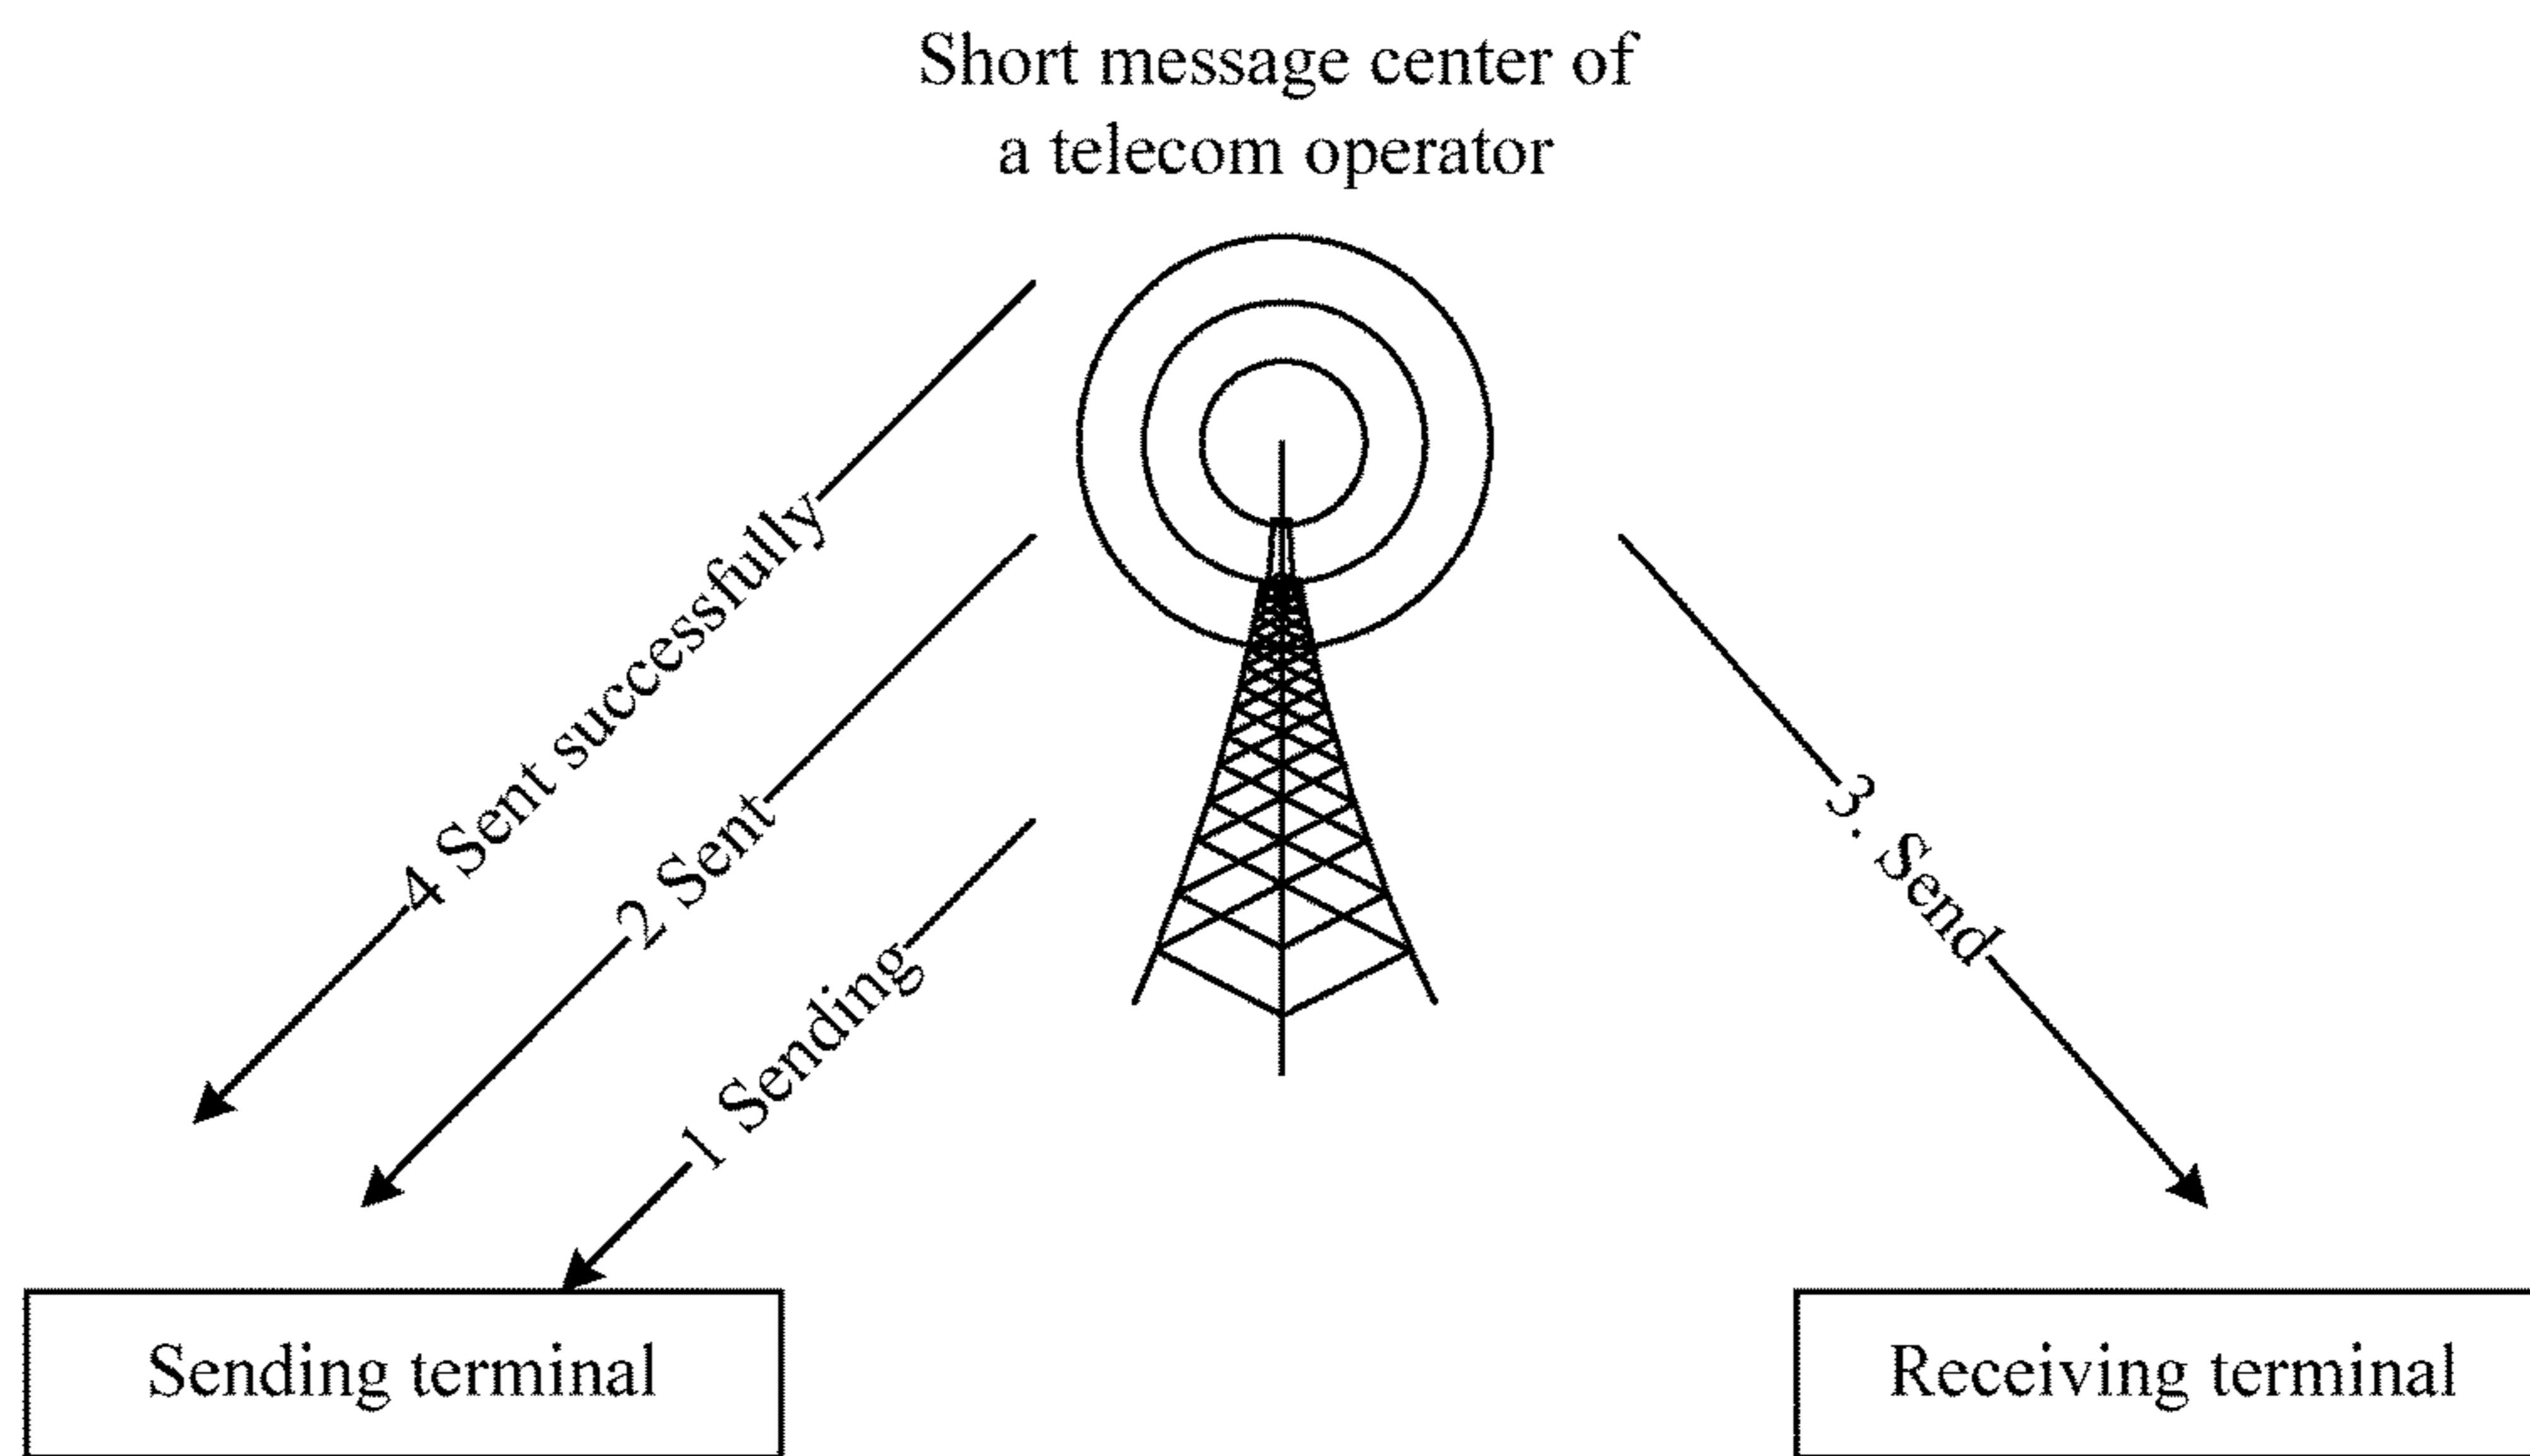 Short message center of
a telecom operator
4 Sent successfully
2 Sent
1 Sending
3. Send
Sending terminal
Receiving terminal